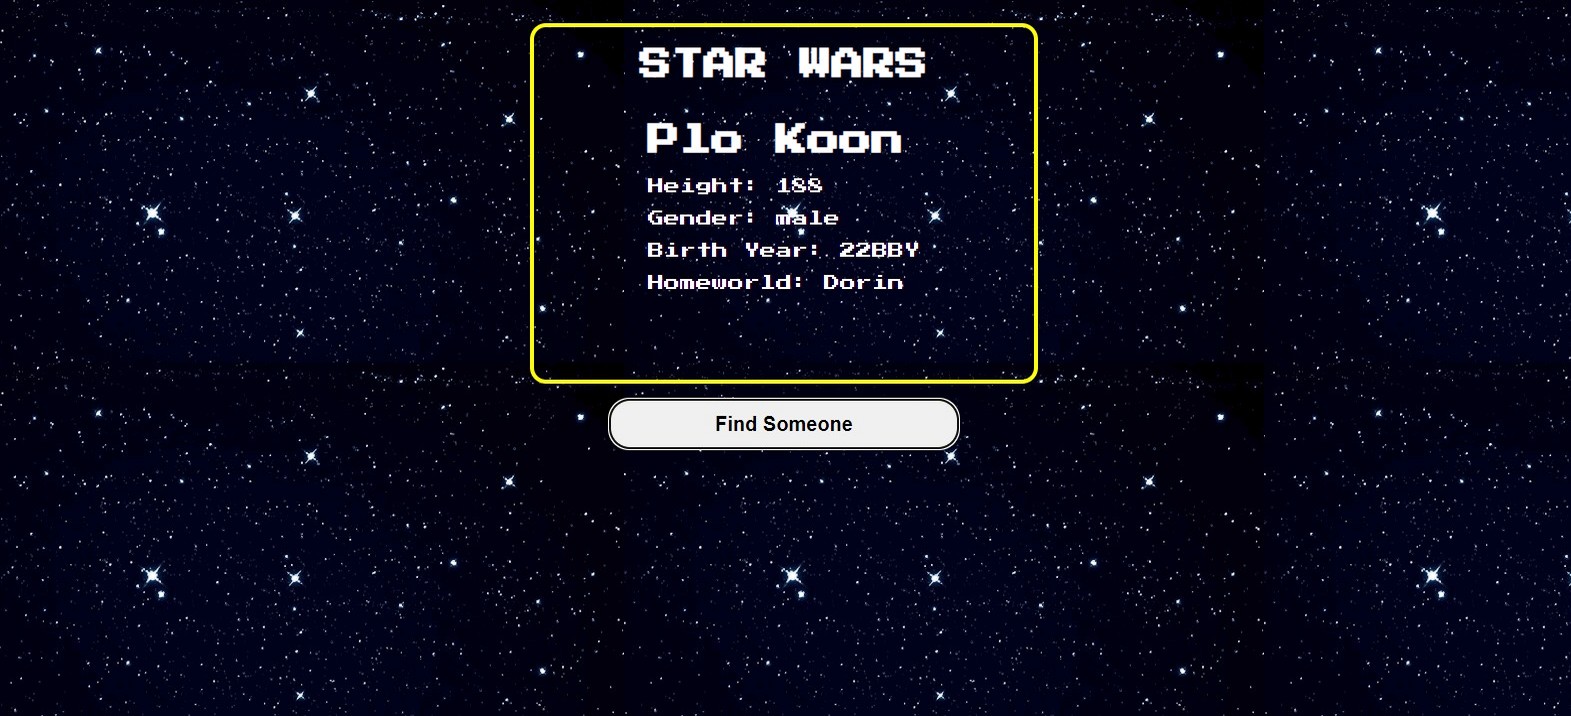 STAR WARS
Plo Koon
Height: 188
Gender: male
Birth Year: 22BBY
Homeworld: Dorin
Find Someone